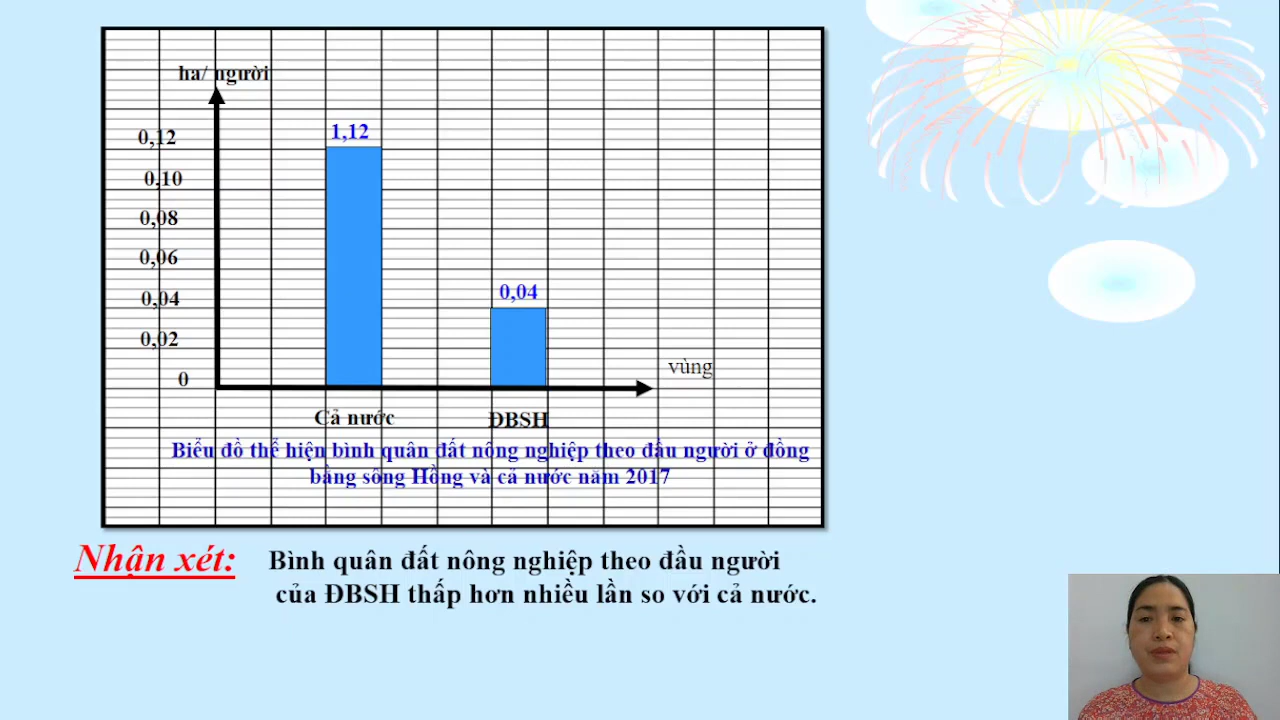 ha/ người
1,12
0,12
0.10
0,08
0,06
0,04
0,04
0,02
0
vùng
Cả nước
ĐBSH
Biểu đồ thể hiện bình quân đất nông nghiệp theo đầu người ở đồng
bằng sông Hồng và cả nước năm 2017
Nhận xét:
Bình quân đất nông nghiệp theo đầu người
của ĐBSH thấp hơn nhiều lần so với cả nước.